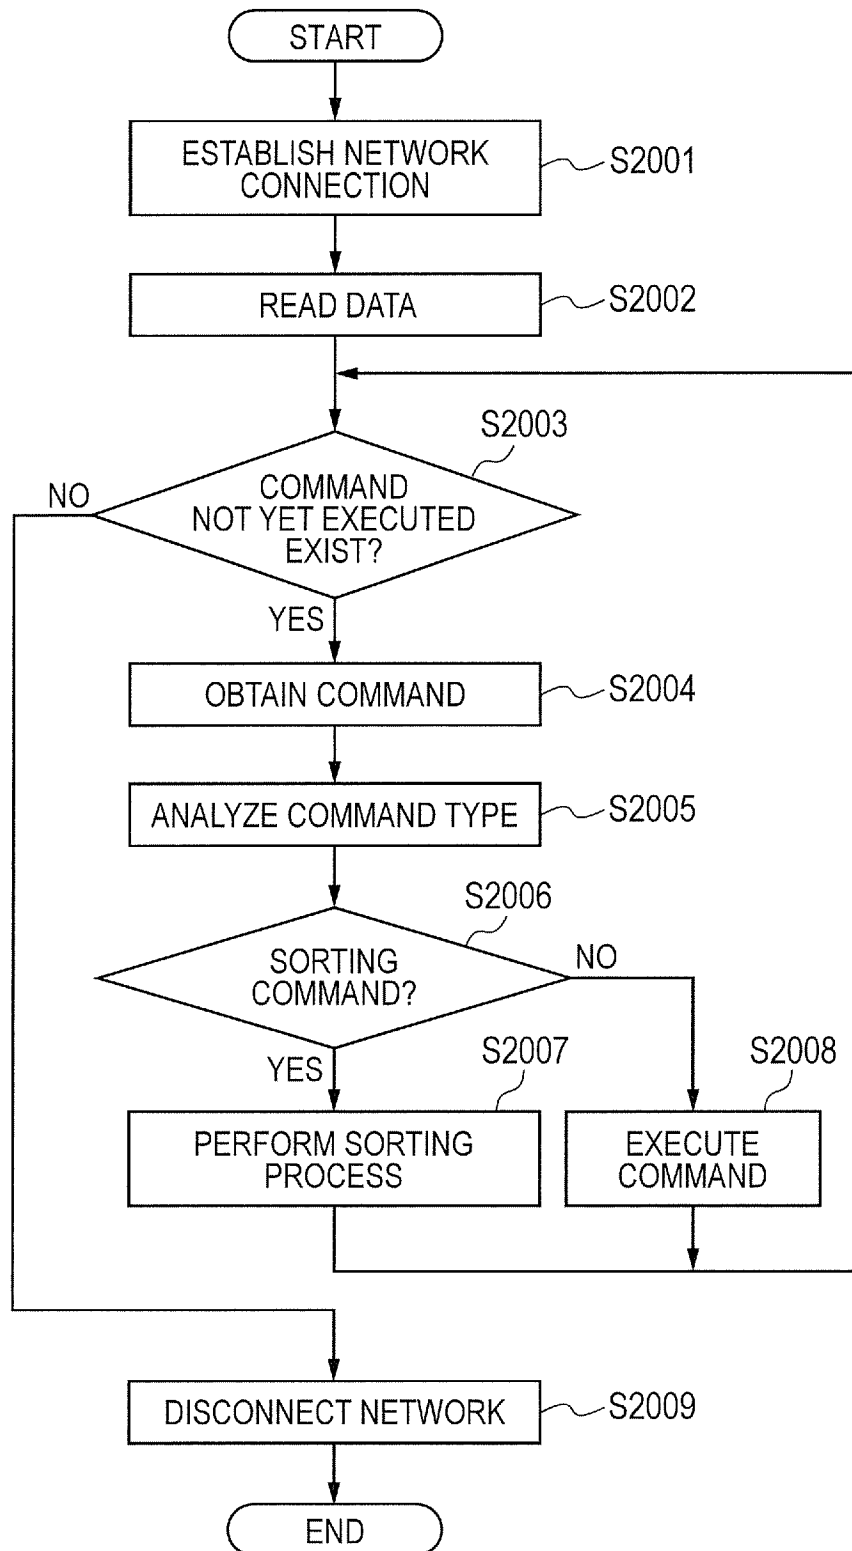 START
ESTABLISH NETWORK
CONNECTION
S2001
READ DATA
S2002
S2003
COMMAND
NOT YET EXECUTED
EXIST?
NO
YES
OBTAIN COMMAND
S2004
ANALYZE COMMAND TYPE
S2005
S2006
SORTING
COMMAND?
NO
YES
S2007
PERFORM SORTING
PROCESS
S2008
EXECUTE
COMMAND
DISCONNECT NETWORK
S2009
END